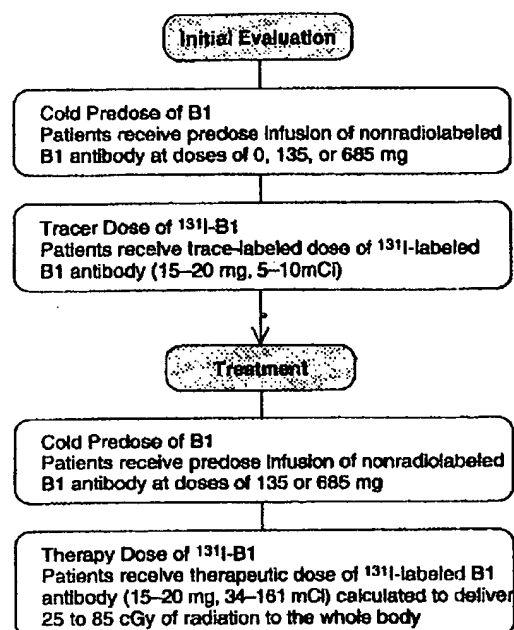 Initial Evaluation
Cold Predose of B1
Patients receive predose infusion of nonradiolabeled
B1 antibody at doses of 0, 135, or 685 mg
Tracer Dose of ¹³¹I-B1
Patients receive trace-labeled dose of ¹³¹I-labeled
B1 antibody (15–20 mg, 5–10mCi)
Treatment
Cold Predose of B1
Patients receive predose infusion of nonradiolabeled
B1 antibody at doses of 135 or 685 mg
Therapy Dose of ¹³¹I-B1
Patients receive therapeutic dose of ¹³¹I-labeled B1
antibody (15–20 mg, 34–161 mCi) calculated to deliver
25 to 85 cGy of radiation to the whole body